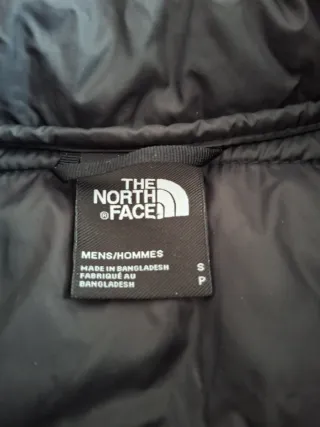 THE
NORTH
FACE®
MENS/HOMMES
MADE IN BANGLADESH S
FABRIQUÉ AU P
BANGLADESH